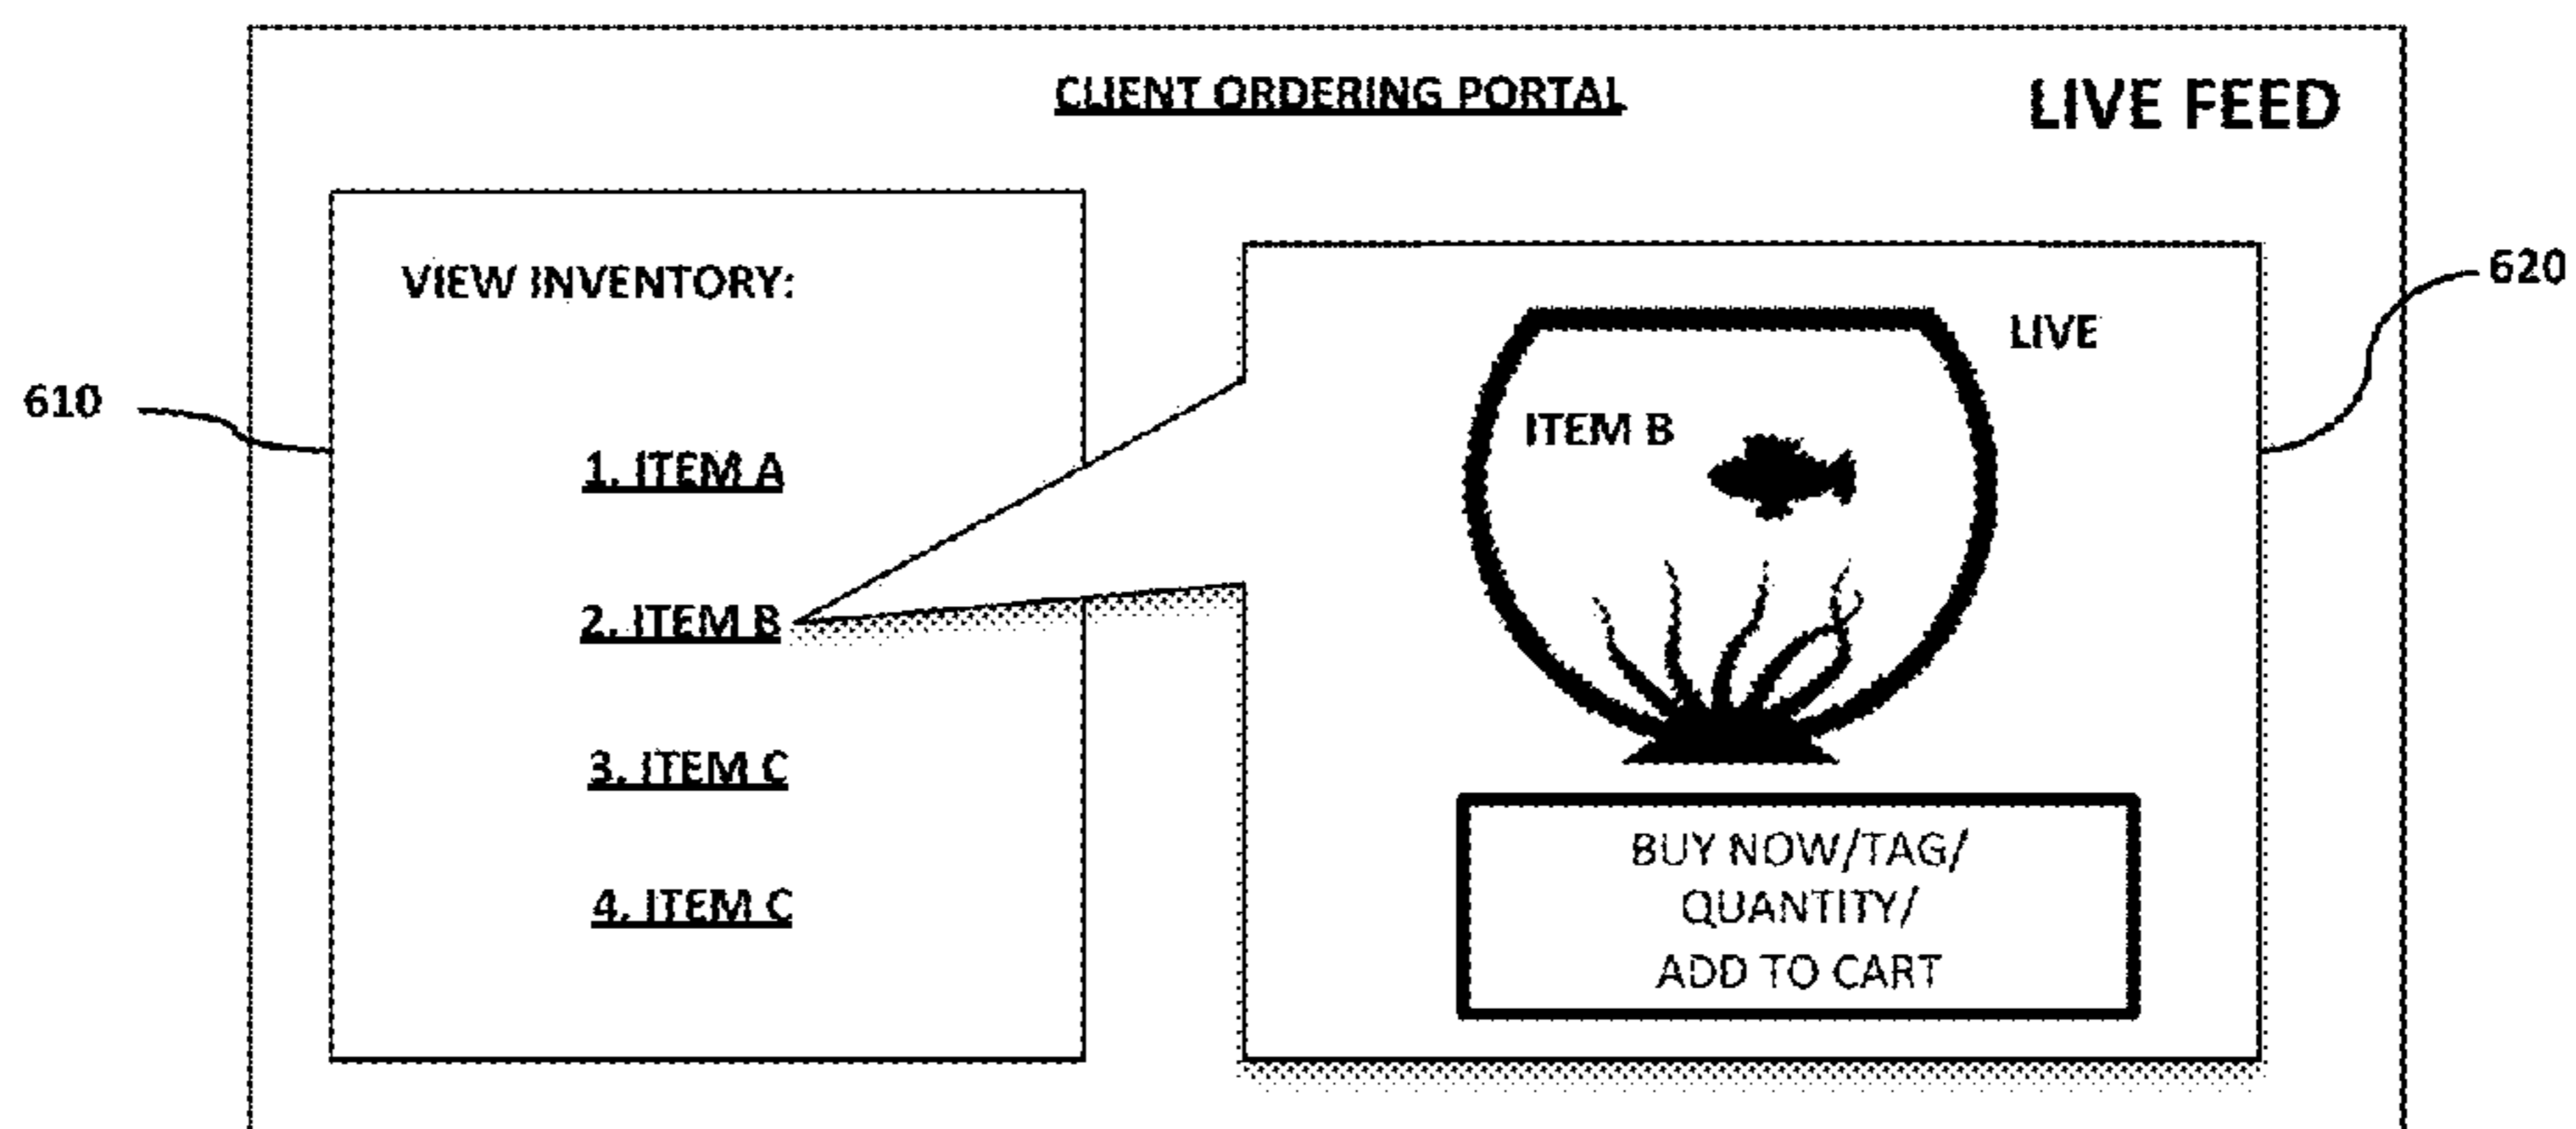 CLIENT ORDERING PORTAL
LIVE FEED
VIEW INVENTORY:
610
1. ITEM A
2. ITEM B
3. ITEM C
4. ITEM C
620
LIVE
ITEM B
BUY NOW/TAG/
QUANTITY/
ADD TO CART